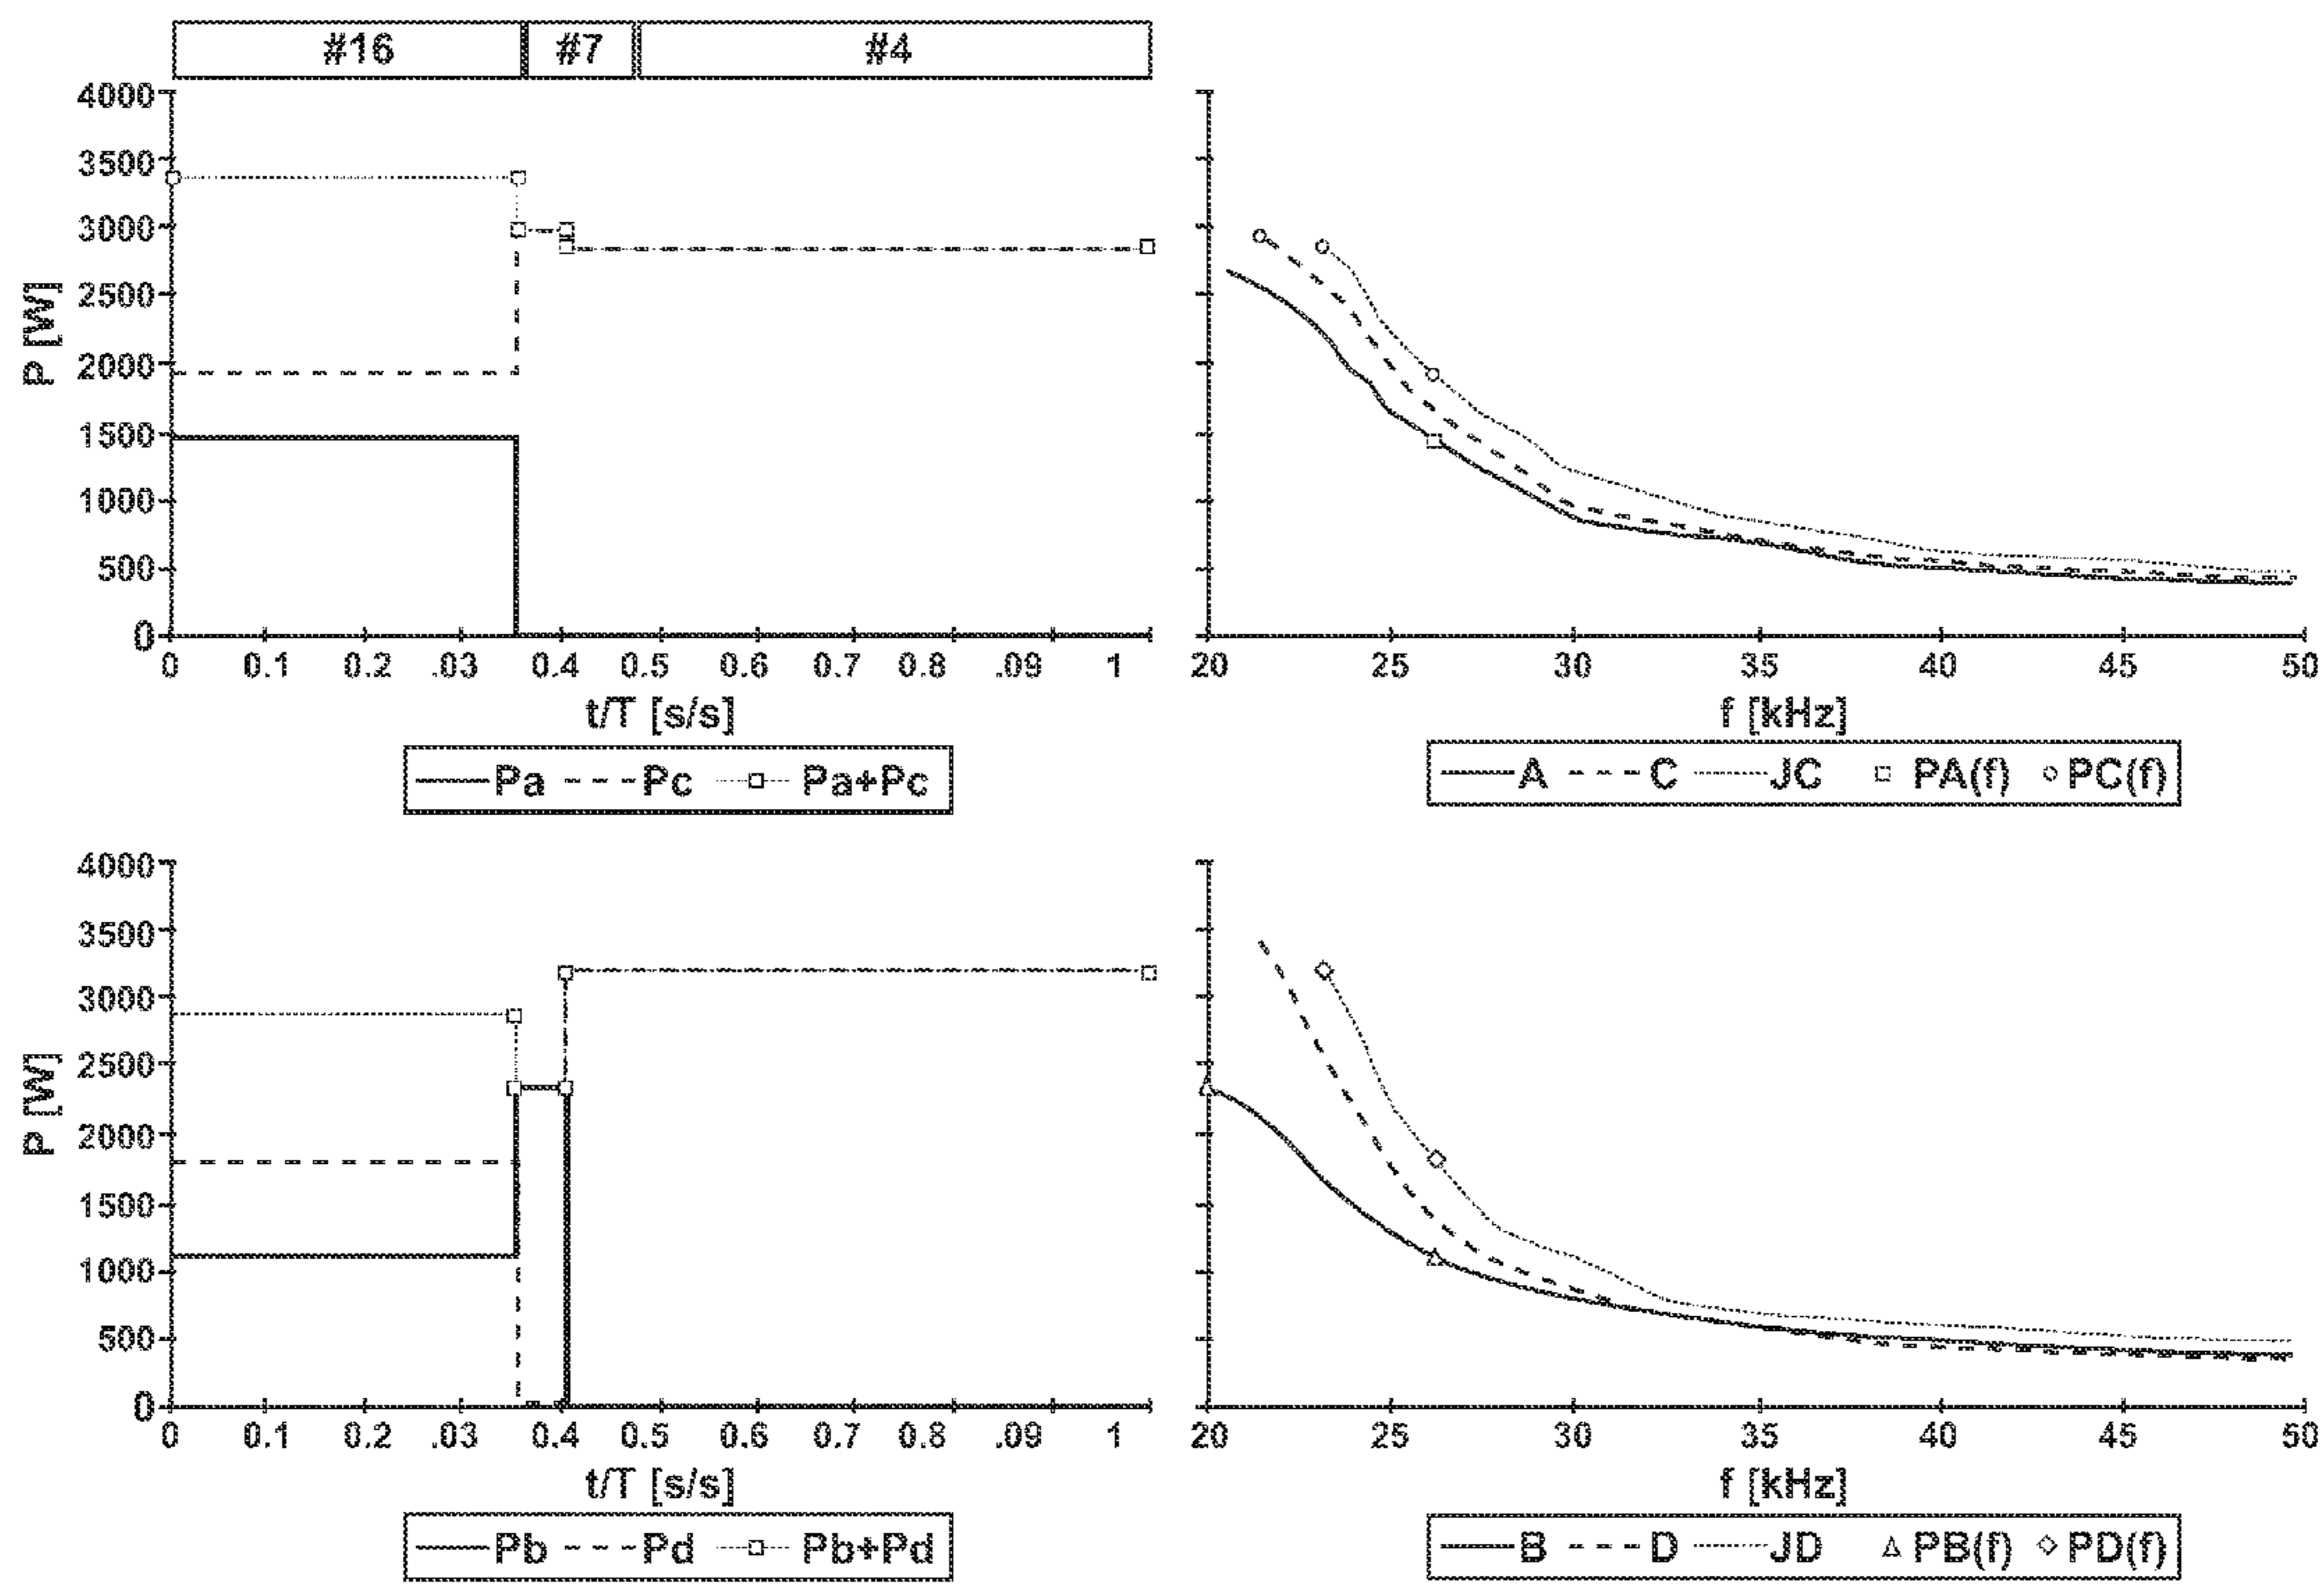 #16 #7 #4
4000
3500
3000
2500
2000
1500
1000
500
0
P [W]
0 0.1 0.2 .03 0.4 0.5 0.6 0.7 0.8 .09 1
t/T [s/s]
Pa Pc Pa+Pc
20 25 30 35 40 45 50
f [kHz]
A C JC PA(f) PC(f)
4000
3500
3000
2500
2000
1500
1000
500
0
P [W]
0 0.1 0.2 .03 0.4 0.5 0.6 0.7 0.8 .09 1
t/T [s/s]
Pb Pd Pb+Pd
20 25 30 35 40 45 50
f [kHz]
B D JD PB(f) PD(f)